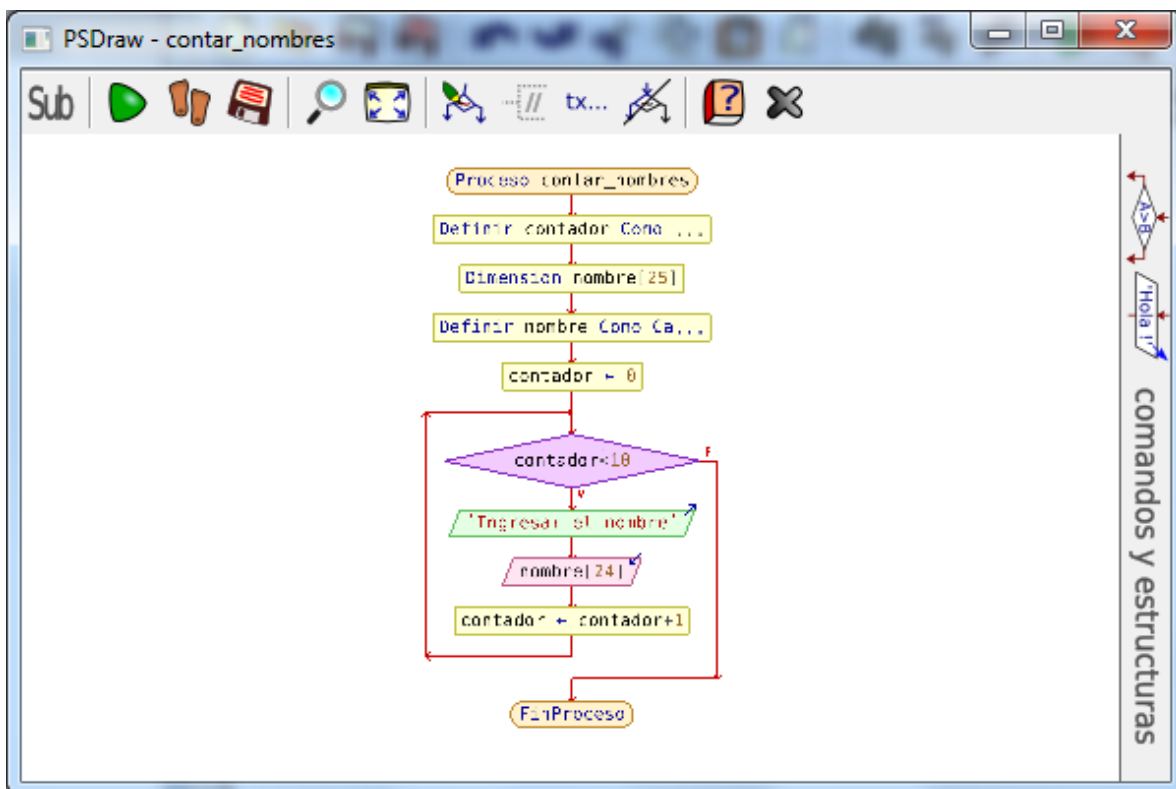 PSDraw - contar_nombres
Sub
tx...
Proceso contar_nombres
Definir contador Como ...
Dimension nombre[25]
Definir nombre Como Ca...
contador ← 0
contador<10
F
V
'Ingresar el nombre'
nombre[24]
contador ← contador+1
FinProceso
A>B
'Hola !'
comandos y estructuras